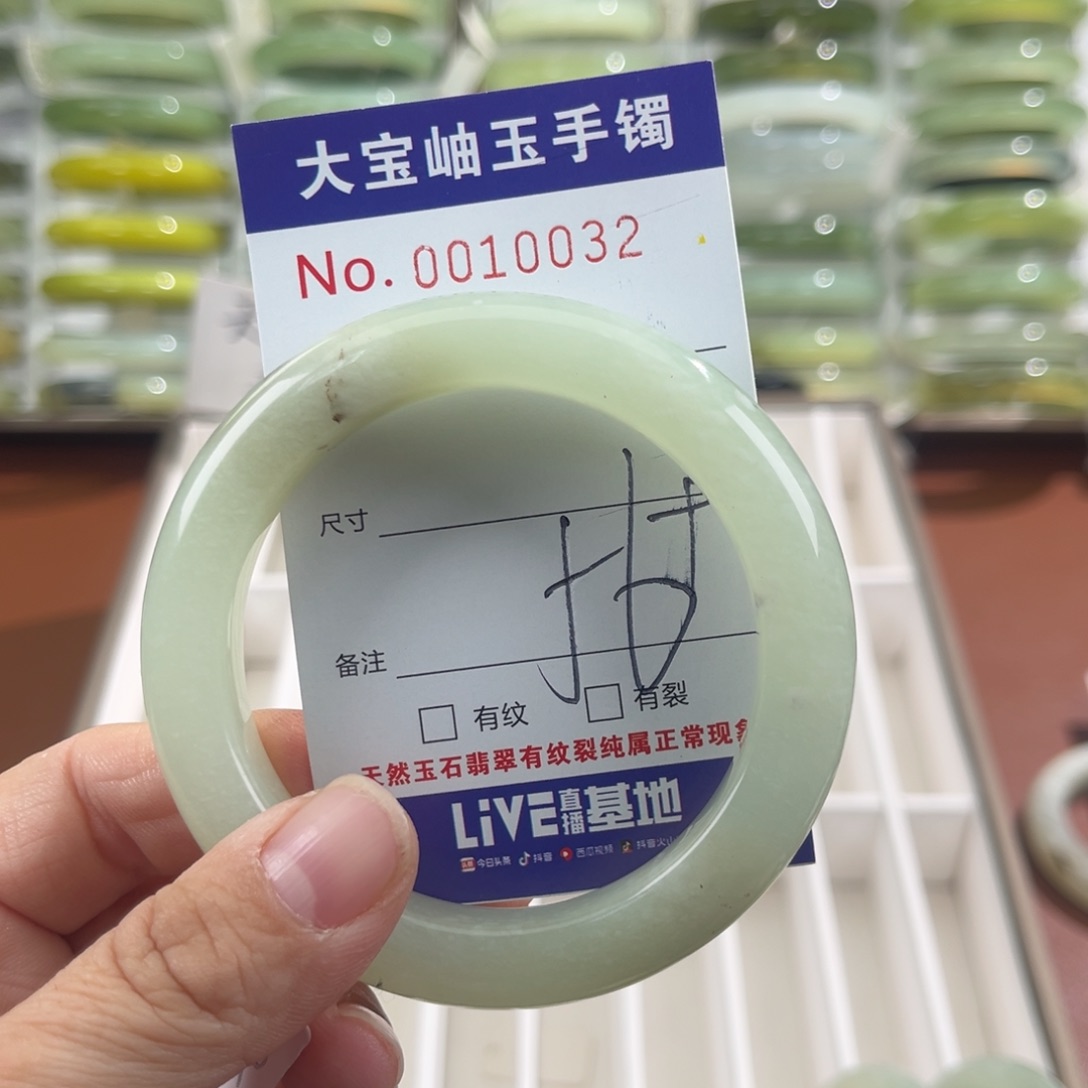 大宝岫玉手镯
No. 0010032
尺寸
备注
有纹 有裂
天然玉石翡翠有纹裂纯属正常现象
LiVE直播基地
今日头条 抖音 西瓜视频 抖音火山